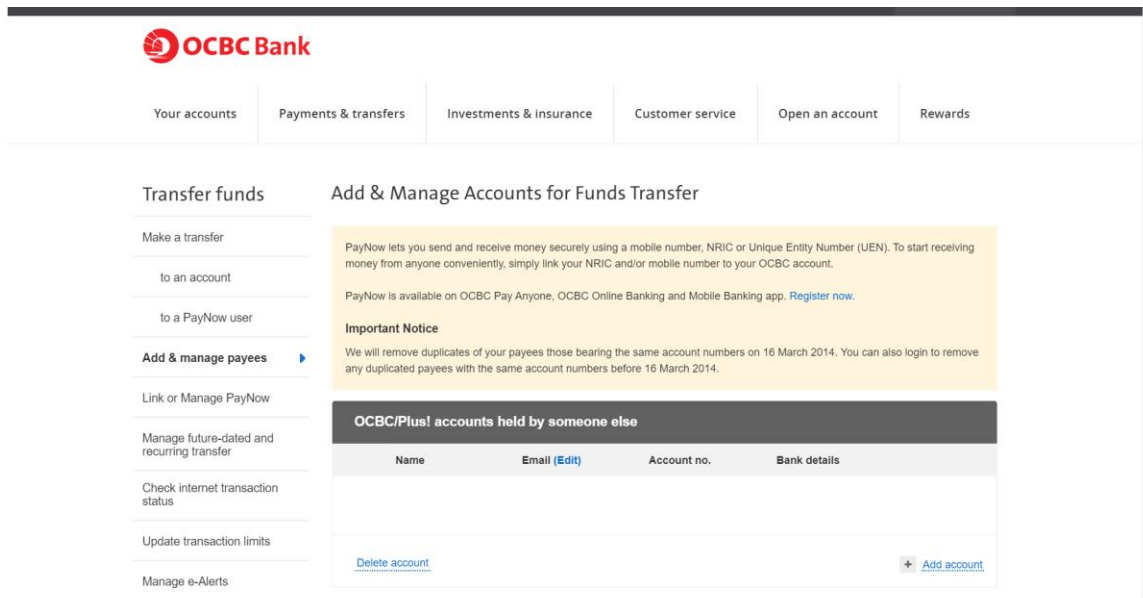 OCBC Bank
Your accounts
Payments & transfers
Investments & insurance
Customer service
Open an account
Rewards
Transfer funds
Make a transfer
to an account
to a PayNow user
Add & manage payees
Link or Manage PayNow
Manage future-dated and
recurring transfer
Check internet transaction
status
Update transaction limits
Manage e-Alerts
Add & Manage Accounts for Funds Transfer
PayNow lets you send and receive money securely using a mobile number, NRIC or Unique Entity Number (UEN). To start receiving
money from anyone conveniently, simply link your NRIC and/or mobile number to your OCBC account.
PayNow is available on OCBC Pay Anyone, OCBC Online Banking and Mobile Banking app. Register now.
Important Notice
We will remove duplicates of your payees those bearing the same account numbers on 16 March 2014. You can also login to remove
any duplicated payees with the same account numbers before 16 March 2014.
OCBC/Plus! accounts held by someone else
Name Email (Edit) Account no. Bank details
Delete account
+ Add account